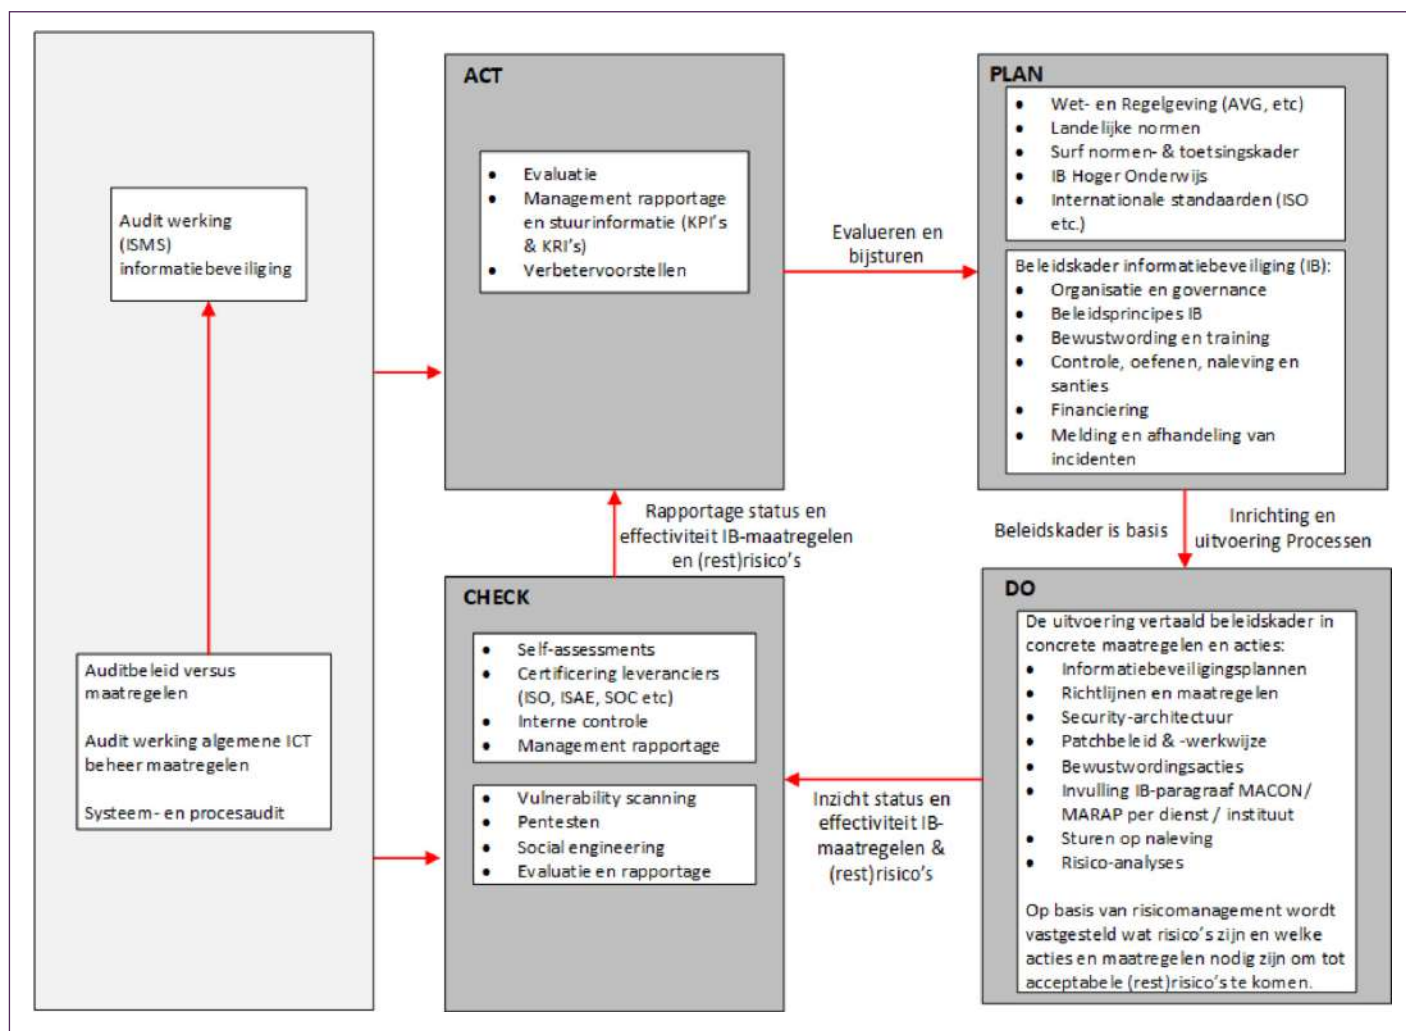 Audit werking
(ISMS)
informatiebeveiliging
Auditbeleid versus
maatregelen
Audit werking algemene ICT
beheer maatregelen
Systeem- en procesaudit
ACT
• Evaluatie
• Management rapportage
en stuurinformatie (KPI's
& KRI's)
• Verbetervoorstellen
Evalueren en
bijsturen
PLAN
• Wet- en Regelgeving (AVG, etc)
• Landelijke normen
• Surf normen- & toetsingskader
• IB Hoger Onderwijs
• Internationale standaarden (ISO
etc.)
Beleidskader informatiebeveiliging (IB):
• Organisatie en governance
• Beleidsprincipes IB
• Bewustwording en training
• Controle, oefenen, naleving en
santies
• Financiering
• Melding en afhandeling van
incidenten
Beleidskader is basis
Inrichting en
uitvoering Processen
Rapportage status en
effectiviteit IB-maatregelen
en (rest)risico's
CHECK
• Self-assessments
• Certificering leveranciers
(ISO, ISAE, SOC etc)
• Interne controle
• Management rapportage
• Vulnerability scanning
• Pentesten
• Social engineering
• Evaluatie en rapportage
Inzicht status en
effectiviteit IB-
maatregelen &
(rest)risico's
DO
De uitvoering vertaald beleidskader in
concrete maatregelen en acties:
• Informatiebeveiligingsplannen
• Richtlijnen en maatregelen
• Security-architectuur
• Patchbeleid & -werkwijze
• Bewustwordingsacties
• Invulling IB-paragraaf MACON/
MARAP per dienst / instituut
• Sturen op naleving
• Risico-analyses
Op basis van risicomanagement wordt
vastgesteld wat risico's zijn en welke
acties en maatregelen nodig zijn om tot
acceptabele (rest)risico's te komen.